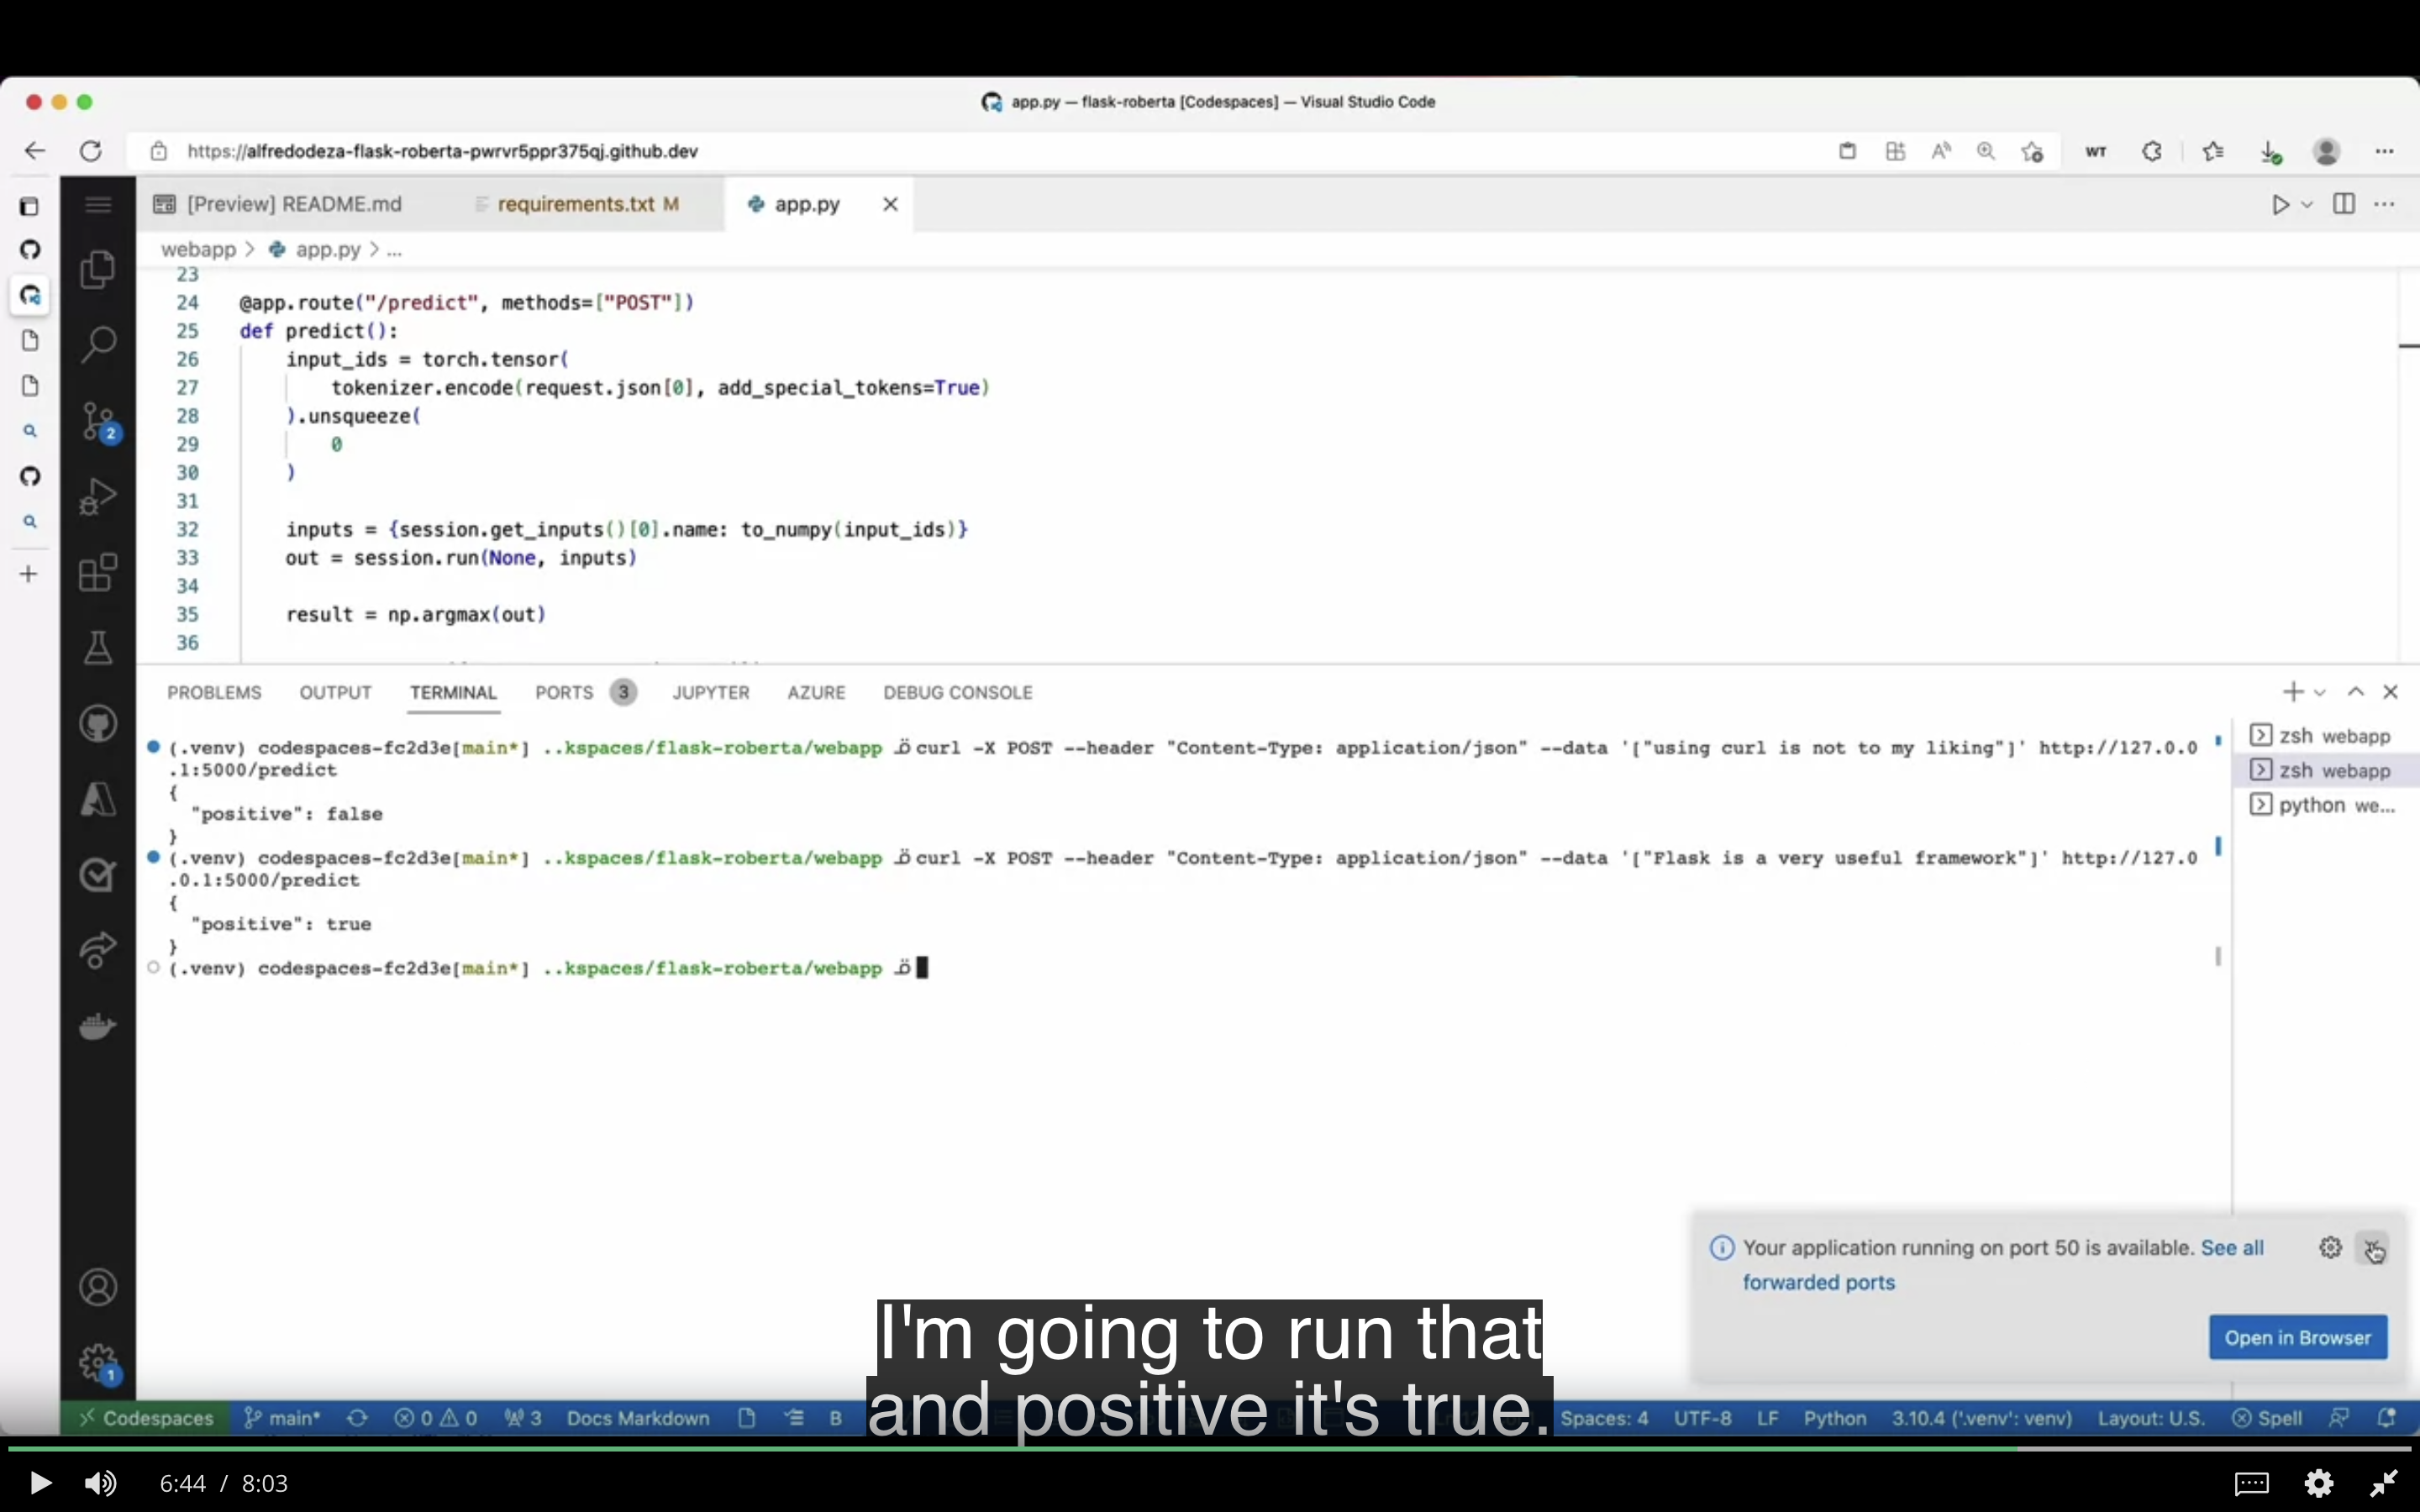 app.py — flask-roberta [Codespaces] — Visual Studio Code
https://alfredodeza-flask-roberta-pwrvr5ppr375qj.github.dev
WT
[Preview] README.md
requirements.txt M
app.py
webapp > app.py > ...
23
24 @app.route("/predict", methods=["POST"])
25 def predict():
26 input_ids = torch.tensor(
27 tokenizer.encode(request.json[0], add_special_tokens=True)
28 ).unsqueeze(
29 0
30 )
31
32 inputs = {session.get_inputs()[0].name: to_numpy(input_ids)}
33 out = session.run(None, inputs)
34
35 result = np.argmax(out)
36
2
PROBLEMS OUTPUT TERMINAL PORTS 3 JUPYTER AZURE DEBUG CONSOLE
(.venv) codespaces-fc2d3e[main*] ..kspaces/flask-roberta/webapp curl -X POST --header "Content-Type: application/json" --data '["using curl is not to my liking"]' http://127.0.0
.1:5000/predict
{
"positive": false
}
(.venv) codespaces-fc2d3e[main*] ..kspaces/flask-roberta/webapp curl -X POST --header "Content-Type: application/json" --data '["Flask is a very useful framework"]' http://127.0
.0.1:5000/predict
{
"positive": true
}
(.venv) codespaces-fc2d3e[main*] ..kspaces/flask-roberta/webapp
zsh webapp
zsh webapp
python we...
Your application running on port 50 is available. See all
forwarded ports
Open in Browser
1
I'm going to run that
and positive it's true.
Codespaces main* 0 0 3 Docs Markdown B
Spaces: 4 UTF-8 LF Python 3.10.4 ('.venv': venv) Layout: U.S. Spell
6:44 / 8:03